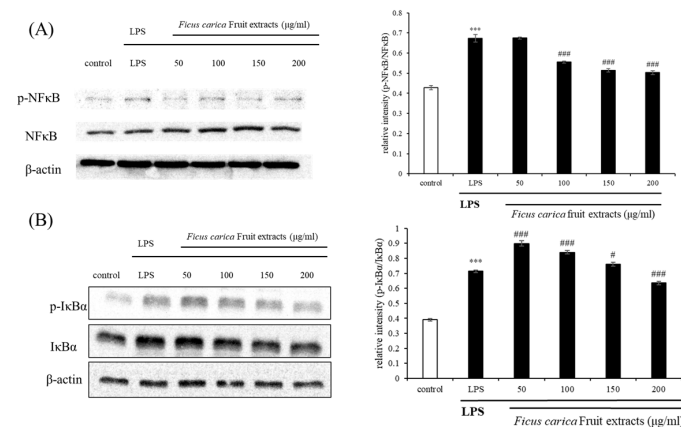 (A)
LPS
Ficus carica Fruit extracts (μg/ml)
control LPS 50 100 150 200
p-NFκB
NFκB
β-actin
0.8
0.7
0.6
0.5
0.4
0.3
0.2
0.1
0
relative intensity (p-NFκB/NFκB)
***
###
###
###
control LPS 50 100 150 200
LPS
Ficus carica fruit extracts (μg/ml)
(B)
LPS
Ficus carica Fruit extracts (μg/ml)
control LPS 50 100 150 200
p-IκBα
IκBα
β-actin
1
0.9
0.8
0.7
0.6
0.5
0.4
0.3
0.2
0.1
0
relative intensity (p-IκBα/IκBα)
***
###
###
#
###
control LPS 50 100 150 200
LPS
Ficus carica Fruit extracts (μg/ml)